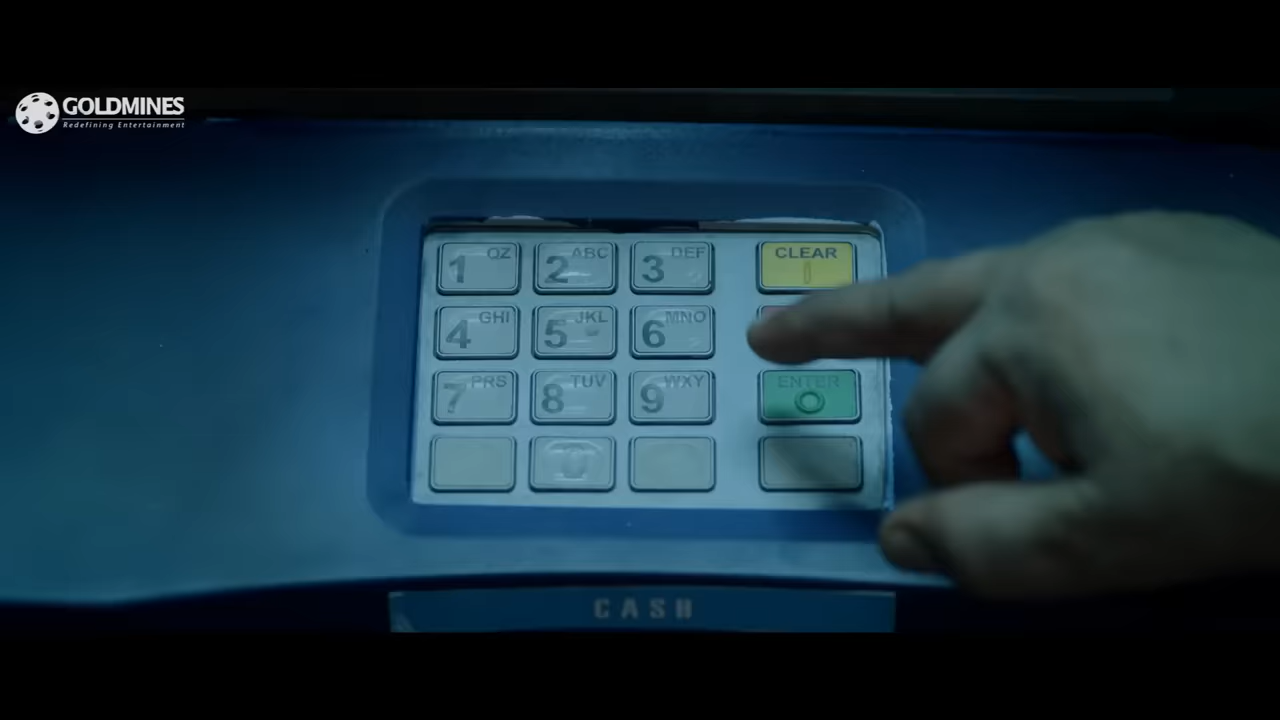 GOLDMINES
Redefining Entertainment
1 QZ 2 ABC 3 DEF CLEAR
4 GHI 5 JKL 6 MNO
7 PRS 8 TUV 9 WXY ENTER
0
CASH